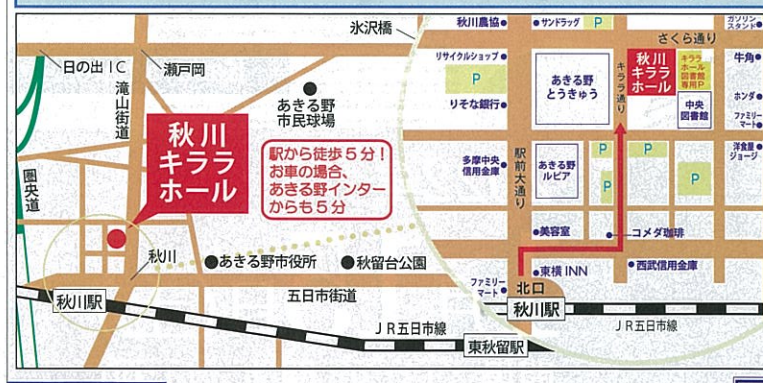 氷沢橋
日の出IC
瀬戸岡
滝山街道
圏央道
あきる野
市民球場
秋川
キララ
ホール
駅から徒歩5分！
お車の場合、
あきる野インター
からも5分
秋川
あきる野市役所
秋留台公園
五日市街道
秋川駅
JR五日市線
東秋留駅
秋川農協
サンドラッグ
P
ガソリン
スタンド
さくら通り
リサイクルショップ
P
りそな銀行
あきる野
とうきゅう
キララ通り
秋川
キララ
ホール
キララ
ホール
図書館
専用P
中央
図書館
牛角
ホンダ
ファミリー
マート
洋食屋
ジョージ
多摩中央
信用金庫
駅前大通り
あきる野
ルピア
P
P
P
P
美容室
コメダ珈琲
東横INN
西武信用金庫
ファミリー
マート
北口
秋川駅
JR五日市線